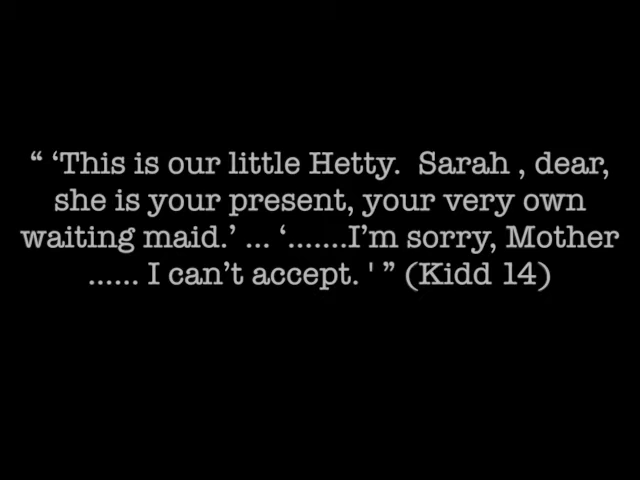 “ ‘This is our little Hetty.  Sarah , dear,
she is your present, your very own
waiting maid.’ ... ‘.......I’m sorry, Mother
...... I can’t accept. ' ” (Kidd 14)